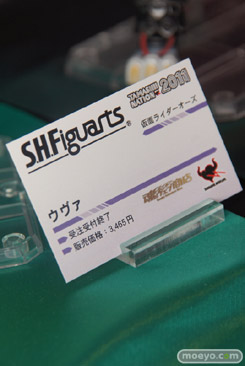 TAMASHII
NATION 2011
S.H.Figuarts
仮面ライダーオーズ
ウヴァ
受注受付終了
販売価格：3,465円
魂ウェブ商店
moeyo.com